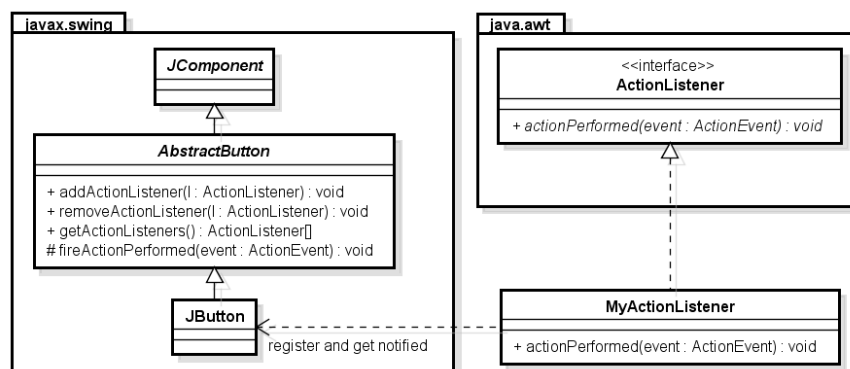 javax.swing
JComponent
AbstractButton
+ addActionListener(l : ActionListener) : void
+ removeActionListener(l : ActionListener) : void
+ getActionListeners() : ActionListener[]
# fireActionPerformed(event : ActionEvent) : void
JButton
register and get notified
java.awt
<<interface>>
ActionListener
+ actionPerformed(event : ActionEvent) : void
MyActionListener
+ actionPerformed(event : ActionEvent) : void